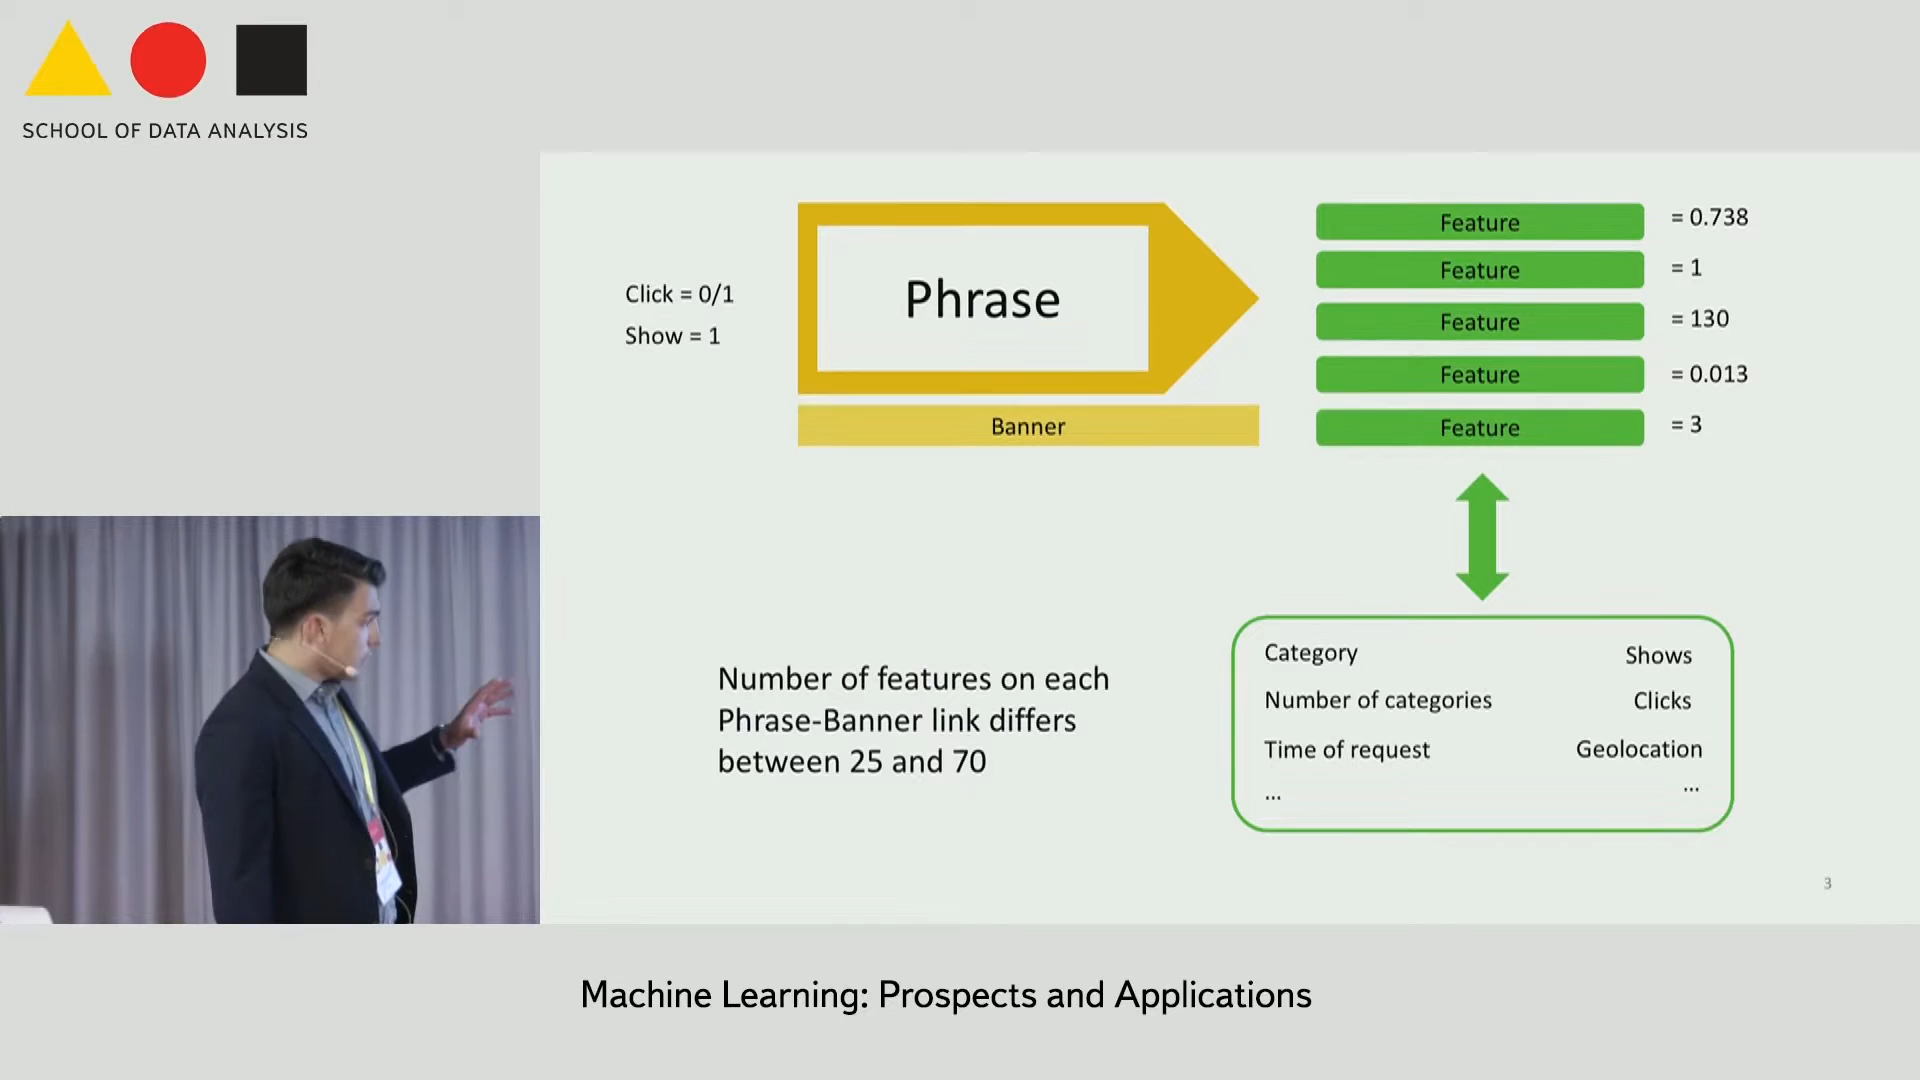 SCHOOL OF DATA ANALYSIS
Click = 0/1
Show = 1
Phrase
Banner
Feature = 0.738
Feature = 1
Feature = 130
Feature = 0.013
Feature = 3
Number of features on each
Phrase-Banner link differs
between 25 and 70
Category Shows
Number of categories Clicks
Time of request Geolocation
... ...
3
Machine Learning: Prospects and Applications